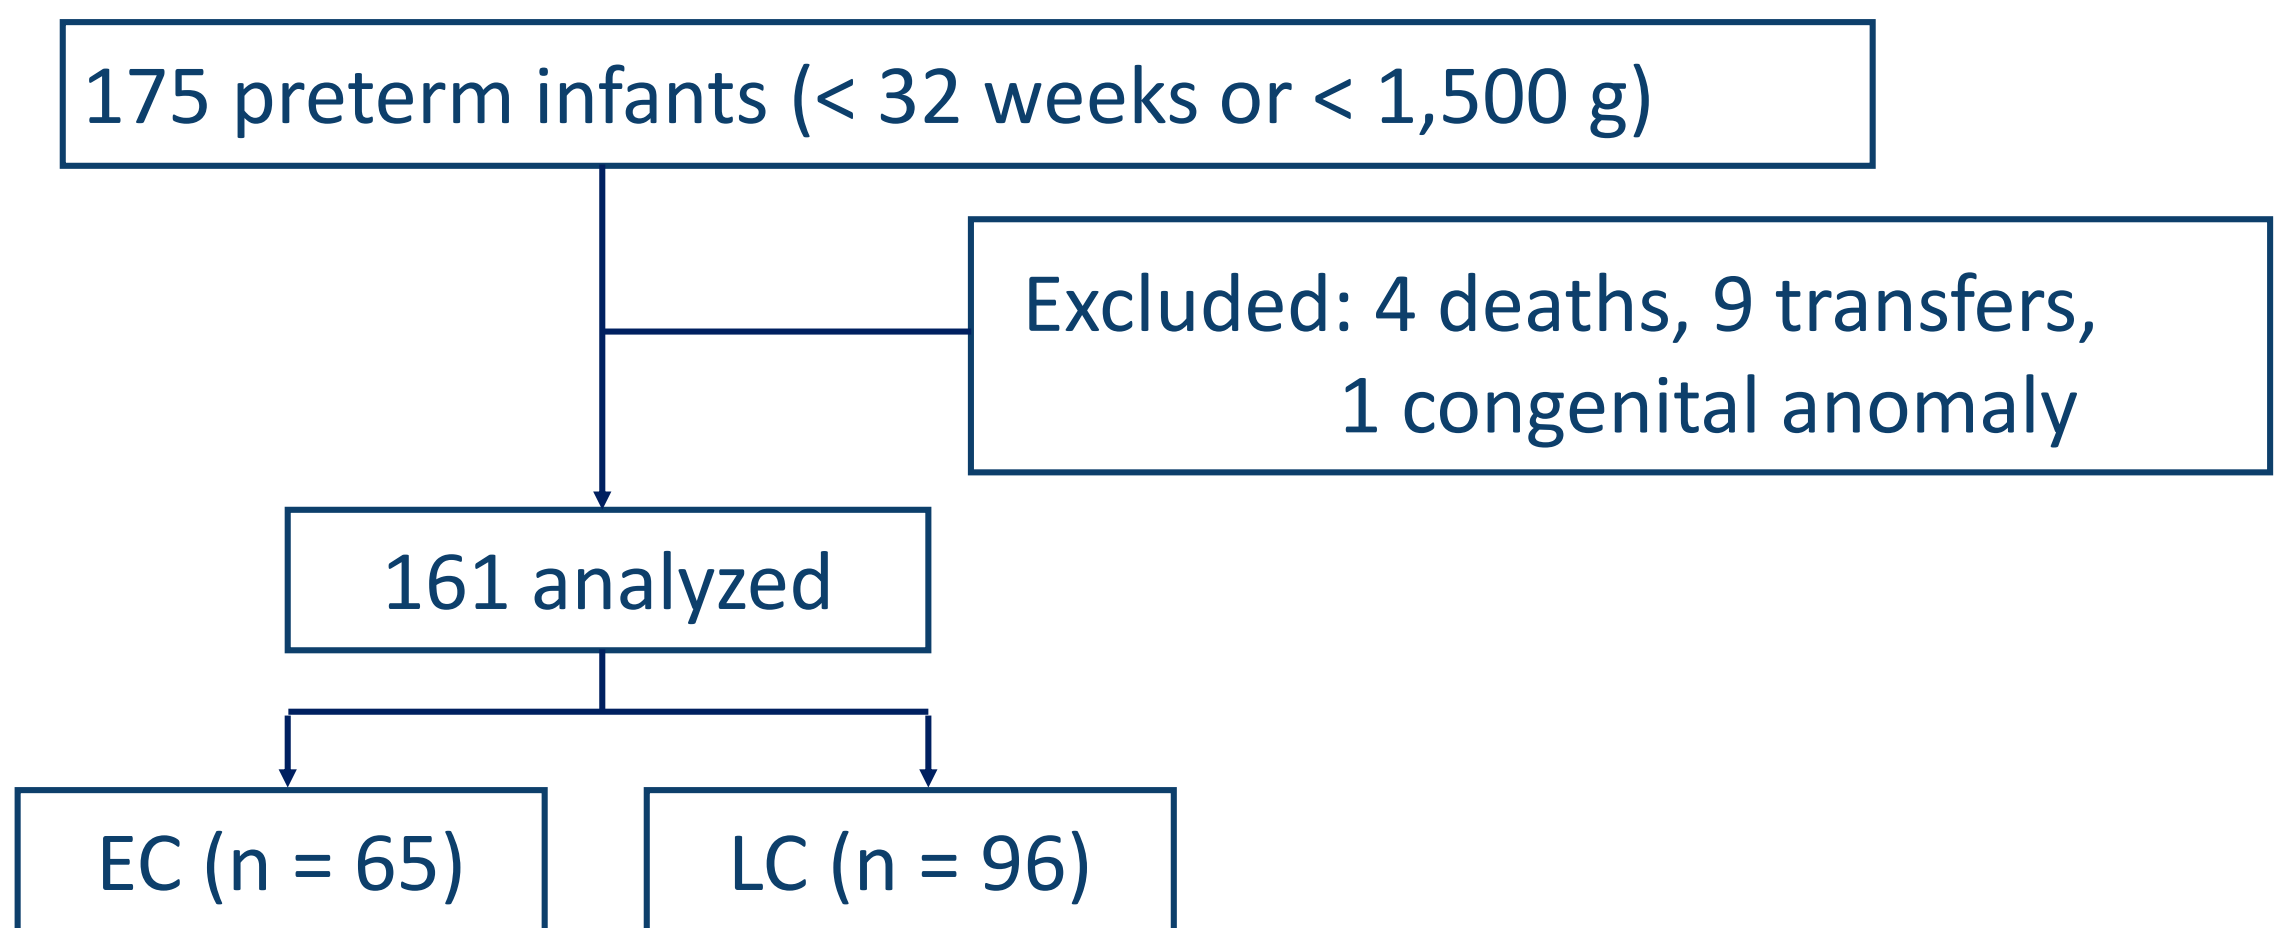 175 preterm infants (< 32 weeks or < 1,500 g)
Excluded: 4 deaths, 9 transfers,
1 congenital anomaly
161 analyzed
EC (n = 65)
LC (n = 96)